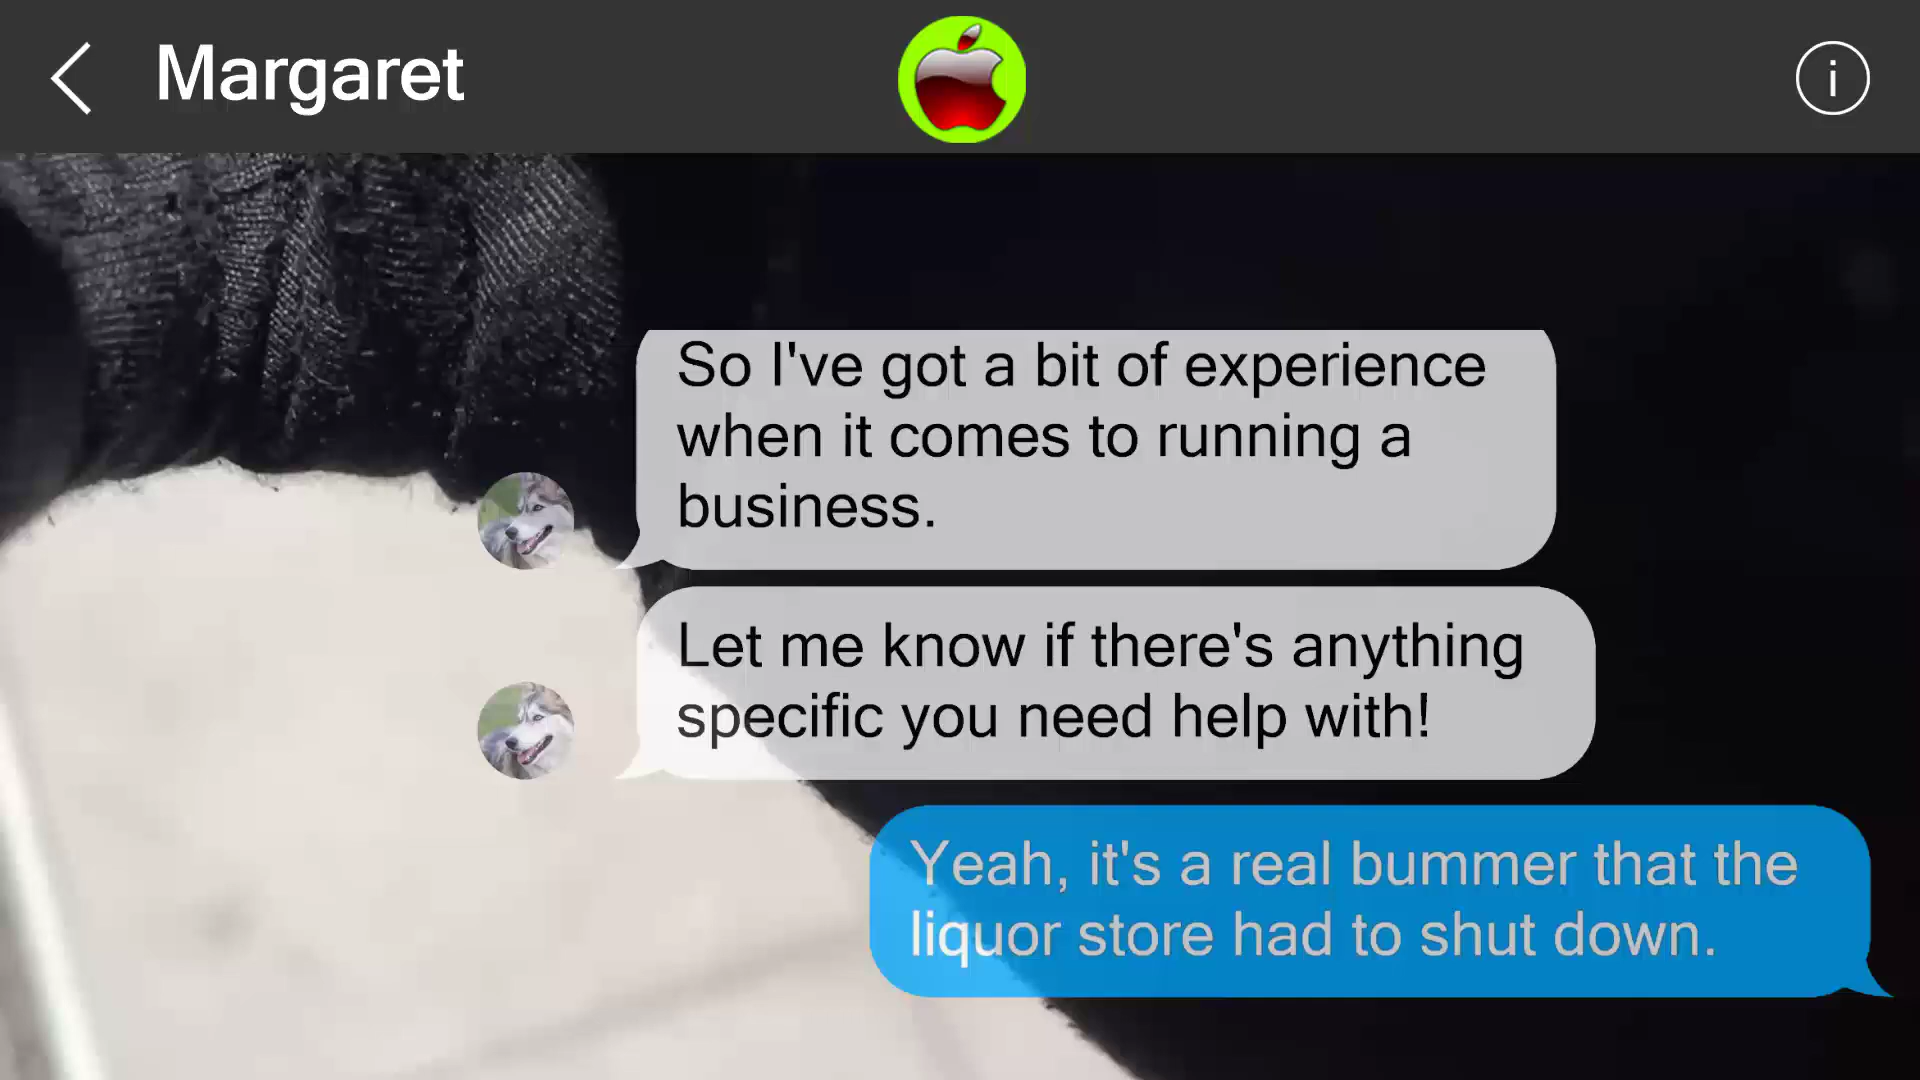 Margaret
So I've got a bit of experience
when it comes to running a
business.
Let me know if there's anything
specific you need help with!
Yeah, it's a real bummer that the
liquor store had to shut down.